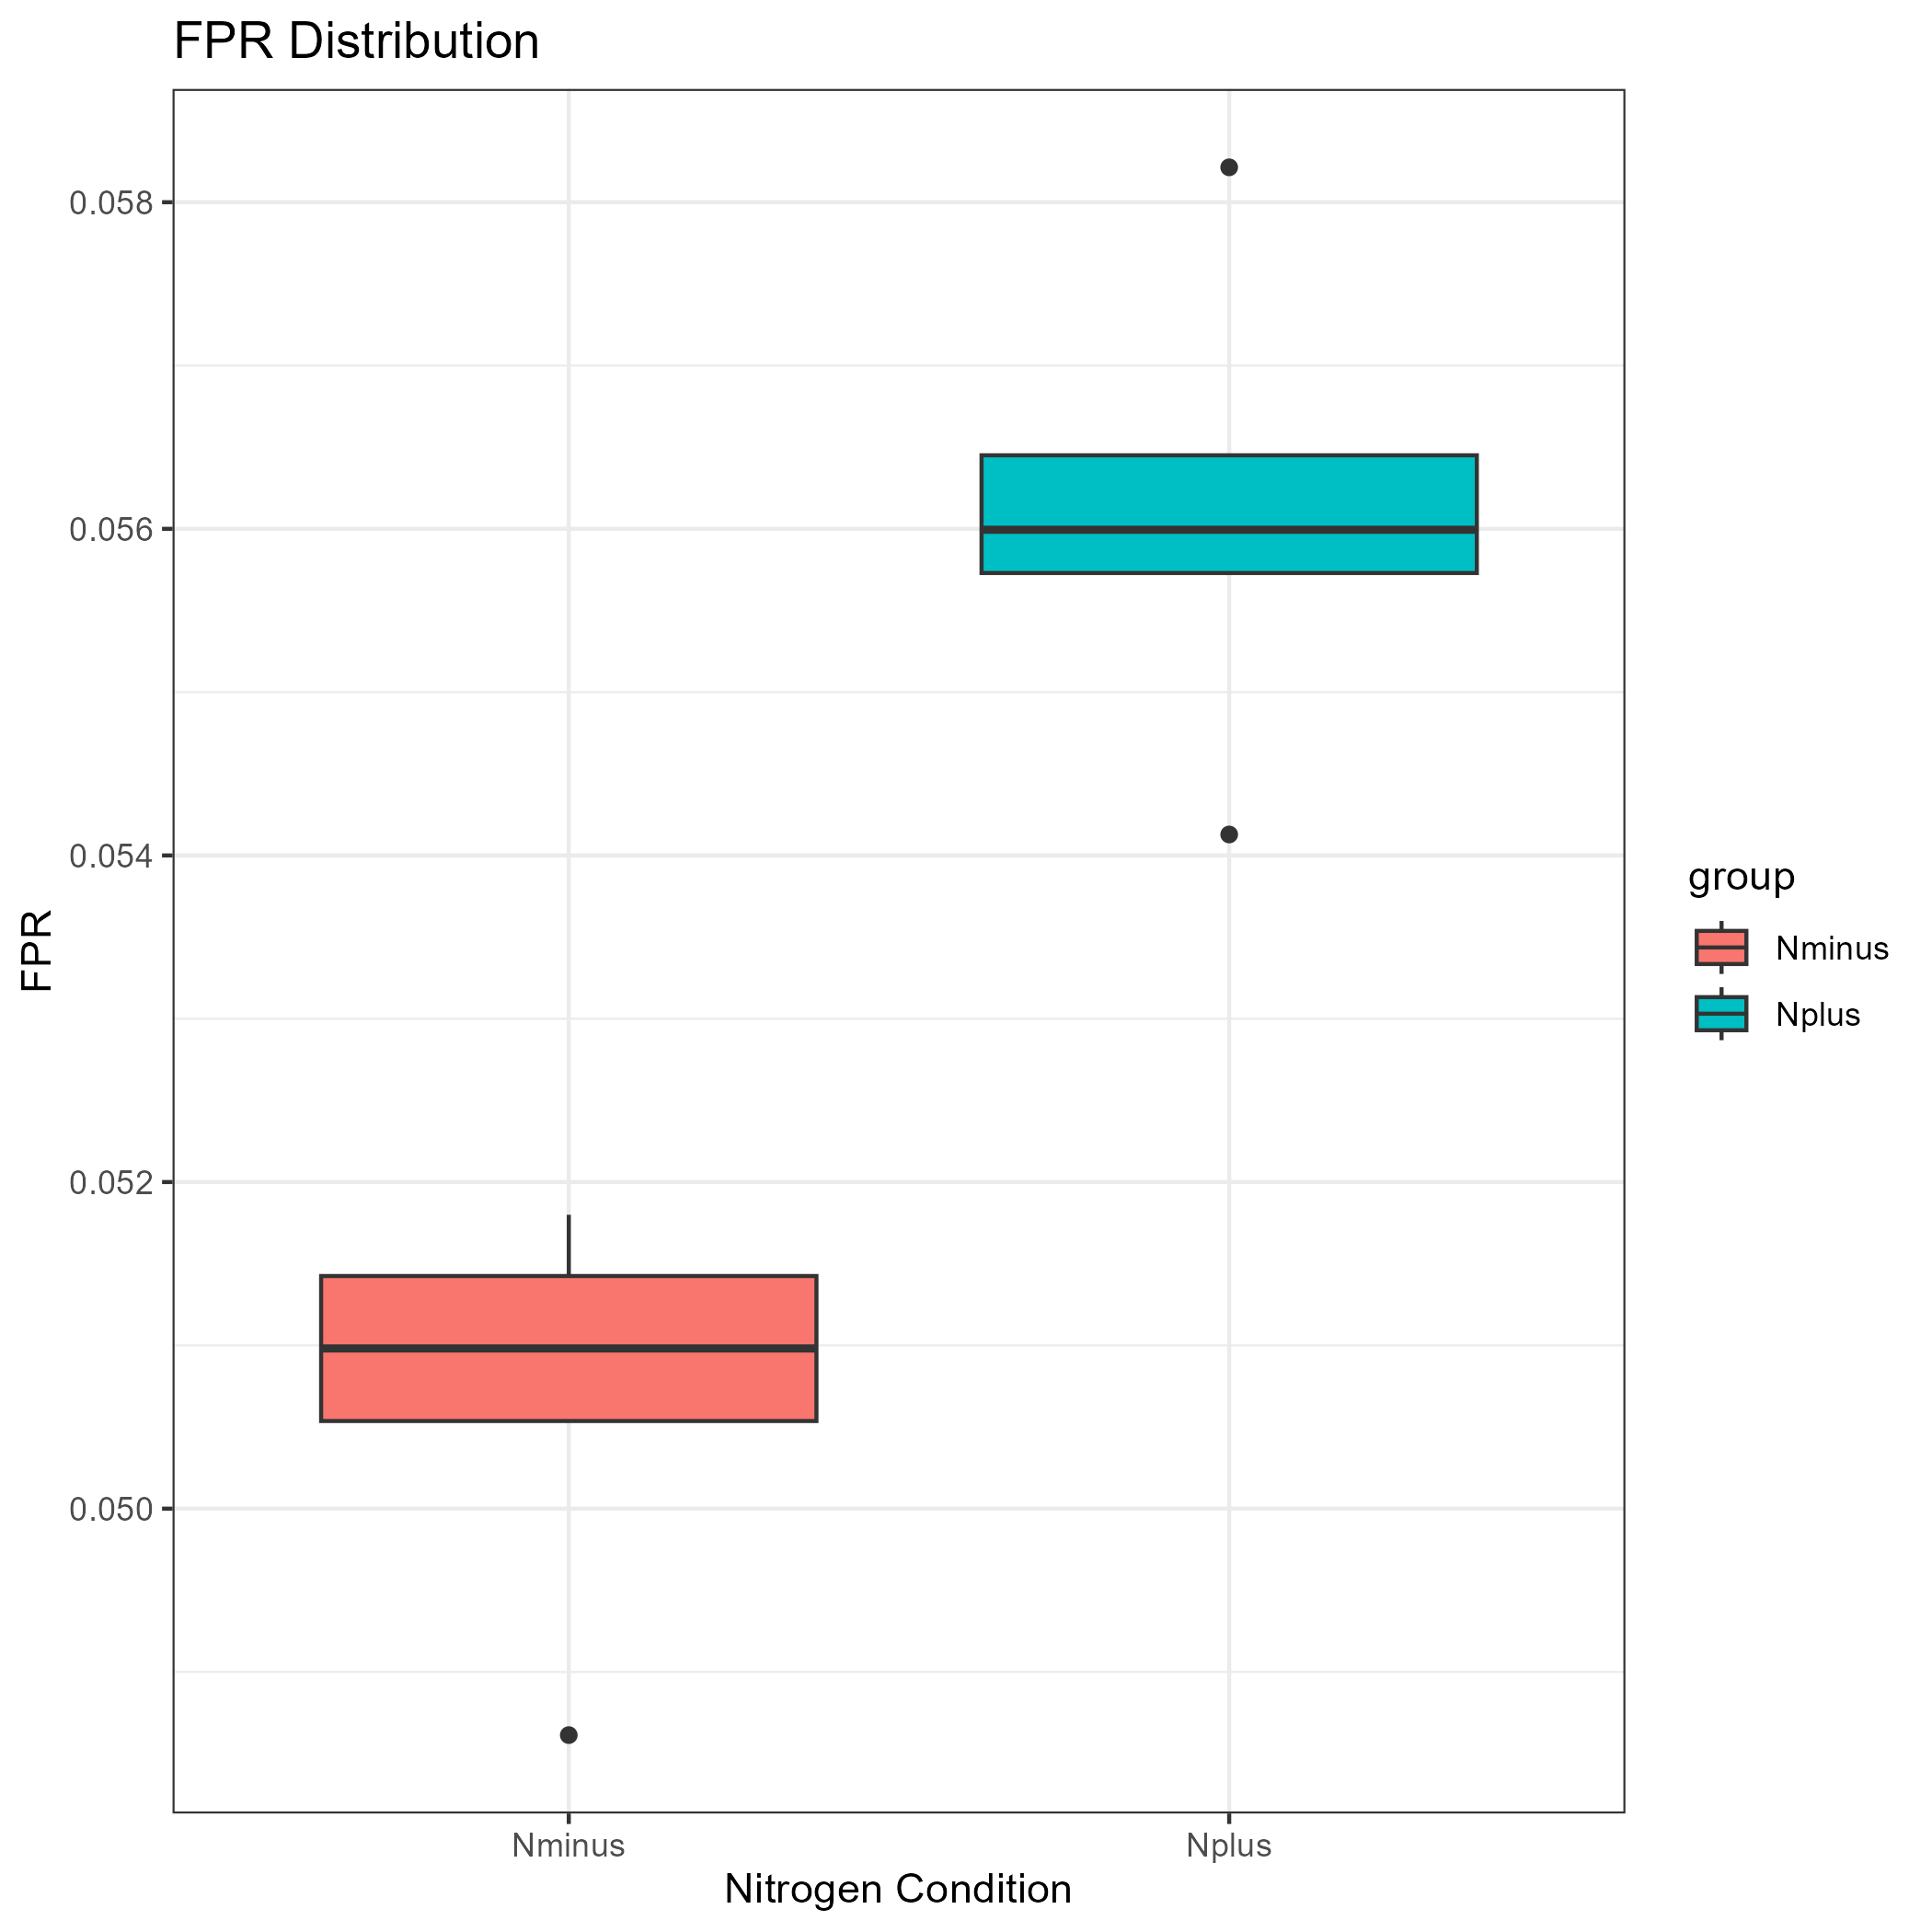 FPR Distribution
0.058
0.056
0.054
0.052
0.050
FPR
Nminus
Nplus
Nitrogen Condition
group
Nminus
Nplus